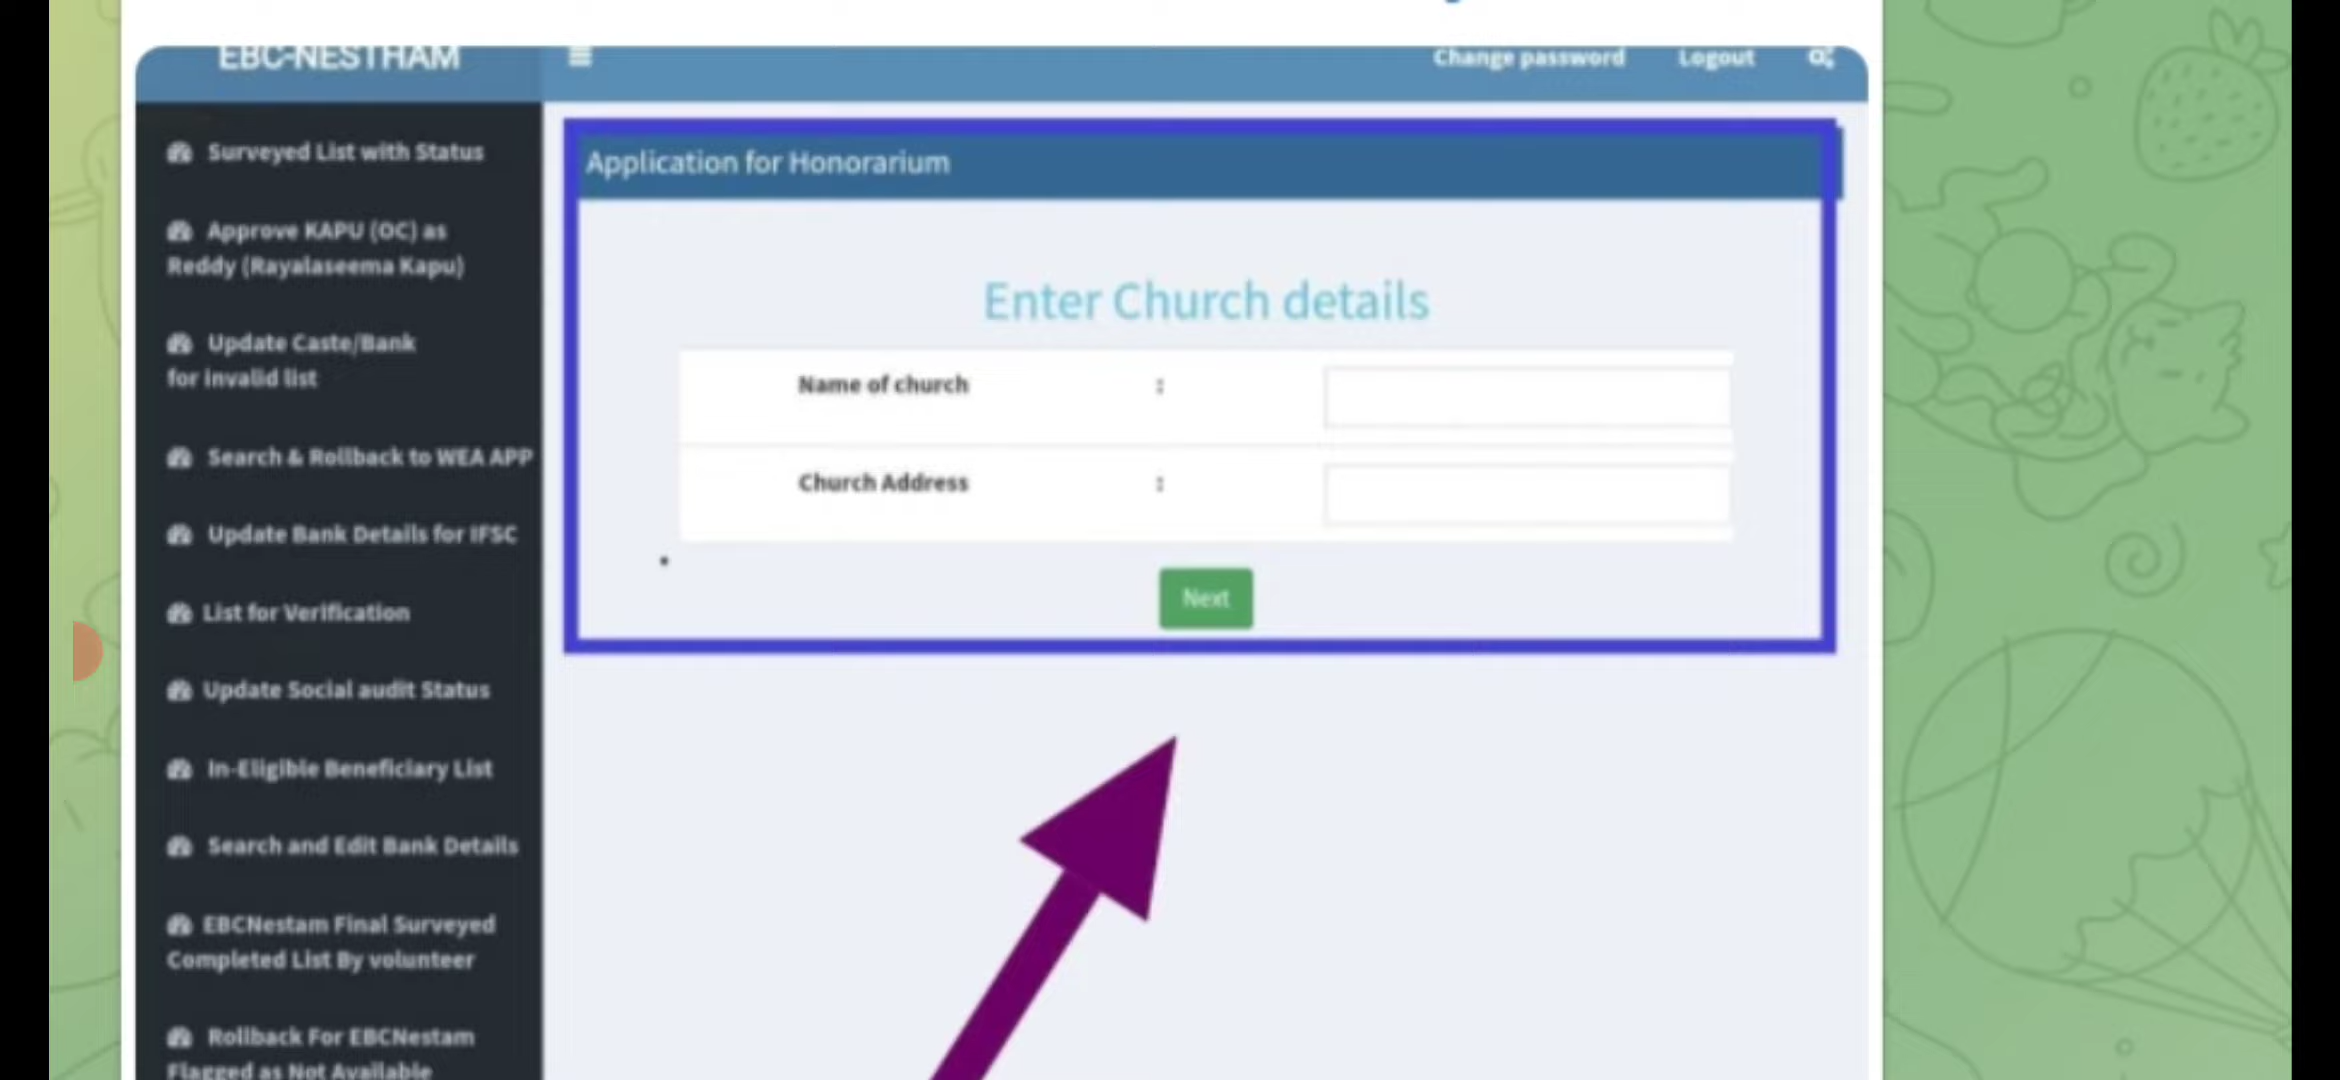 EBC-NESTHAM
Change password
Logout
Surveyed List with Status
Approve KAPU (OC) as
Reddy (Rayalaseema Kapu)
Update Caste/Bank
for invalid list
Search & Rollback to WEA APP
Update Bank Details for IFSC
List for Verification
Update Social audit Status
In-Eligible Beneficiary List
Search and Edit Bank Details
EBCNestam Final Surveyed
Completed List By volunteer
Rollback For EBCNestam
Flagged as Not Available
Application for Honorarium
Enter Church details
Name of church :
Church Address :
Next